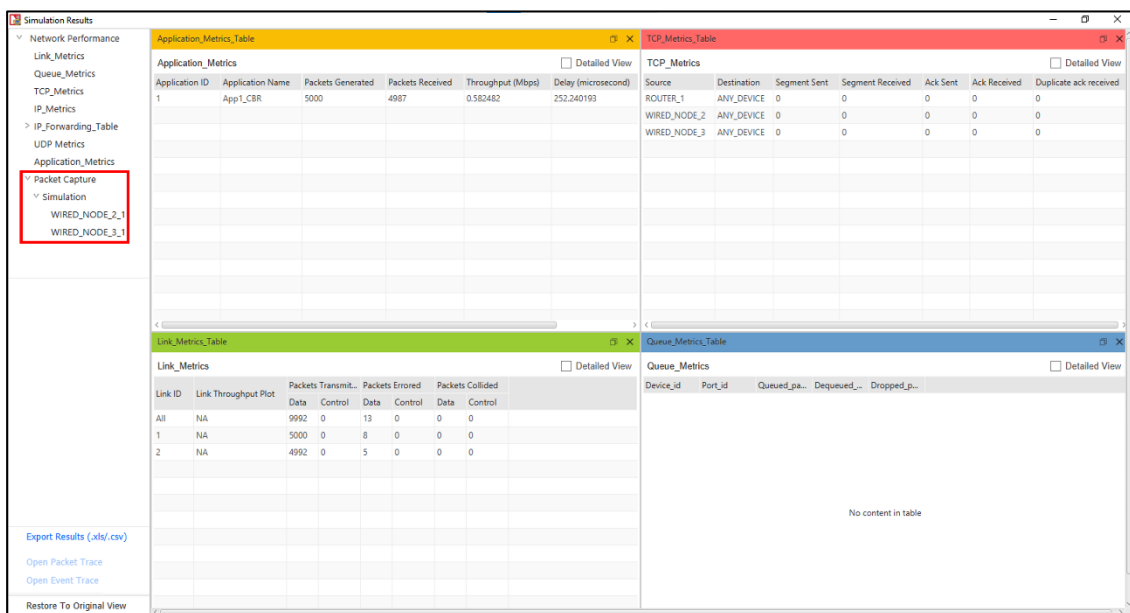 Simulation Results
Network Performance
Link_Metrics
Queue_Metrics
TCP_Metrics
IP_Metrics
IP_Forwarding_Table
UDP Metrics
Application_Metrics
Packet Capture
Simulation
WIRED_NODE_2_1
WIRED_NODE_3_1
Export Results (.xls/.csv)
Open Packet Trace
Open Event Trace
Restore To Original View
Application_Metrics_Table
Application_Metrics Detailed View
Application ID Application Name Packets Generated Packets Received Throughput (Mbps) Delay (microsecond)
1 App1_CBR 5000 4987 0.582482 252.240193
TCP_Metrics_Table
TCP_Metrics Detailed View
Source Destination Segment Sent Segment Received Ack Sent Ack Received Duplicate ack received
ROUTER_1 ANY_DEVICE 0 0 0 0 0
WIRED_NODE_2 ANY_DEVICE 0 0 0 0 0
WIRED_NODE_3 ANY_DEVICE 0 0 0 0 0
Link_Metrics_Table
Link_Metrics Detailed View
Link ID Link Throughput Plot Packets Transmit... Packets Errored Packets Collided
Data Control Data Control Data Control
All NA 9992 0 13 0 0 0
1 NA 5000 0 8 0 0 0
2 NA 4992 0 5 0 0 0
Queue_Metrics_Table
Queue_Metrics Detailed View
Device_id Port_id Queued_pa... Dequeued_... Dropped_p...
No content in table